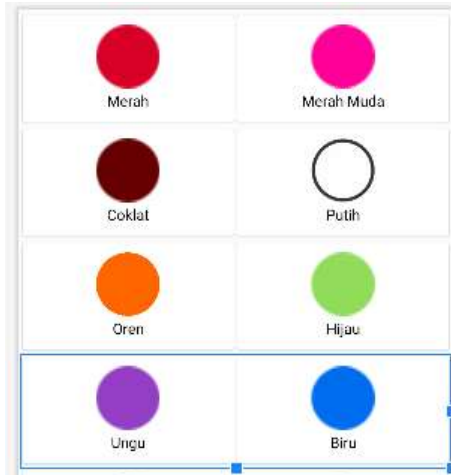 Merah
Merah Muda
Coklat
Putih
Oren
Hijau
Ungu
Biru